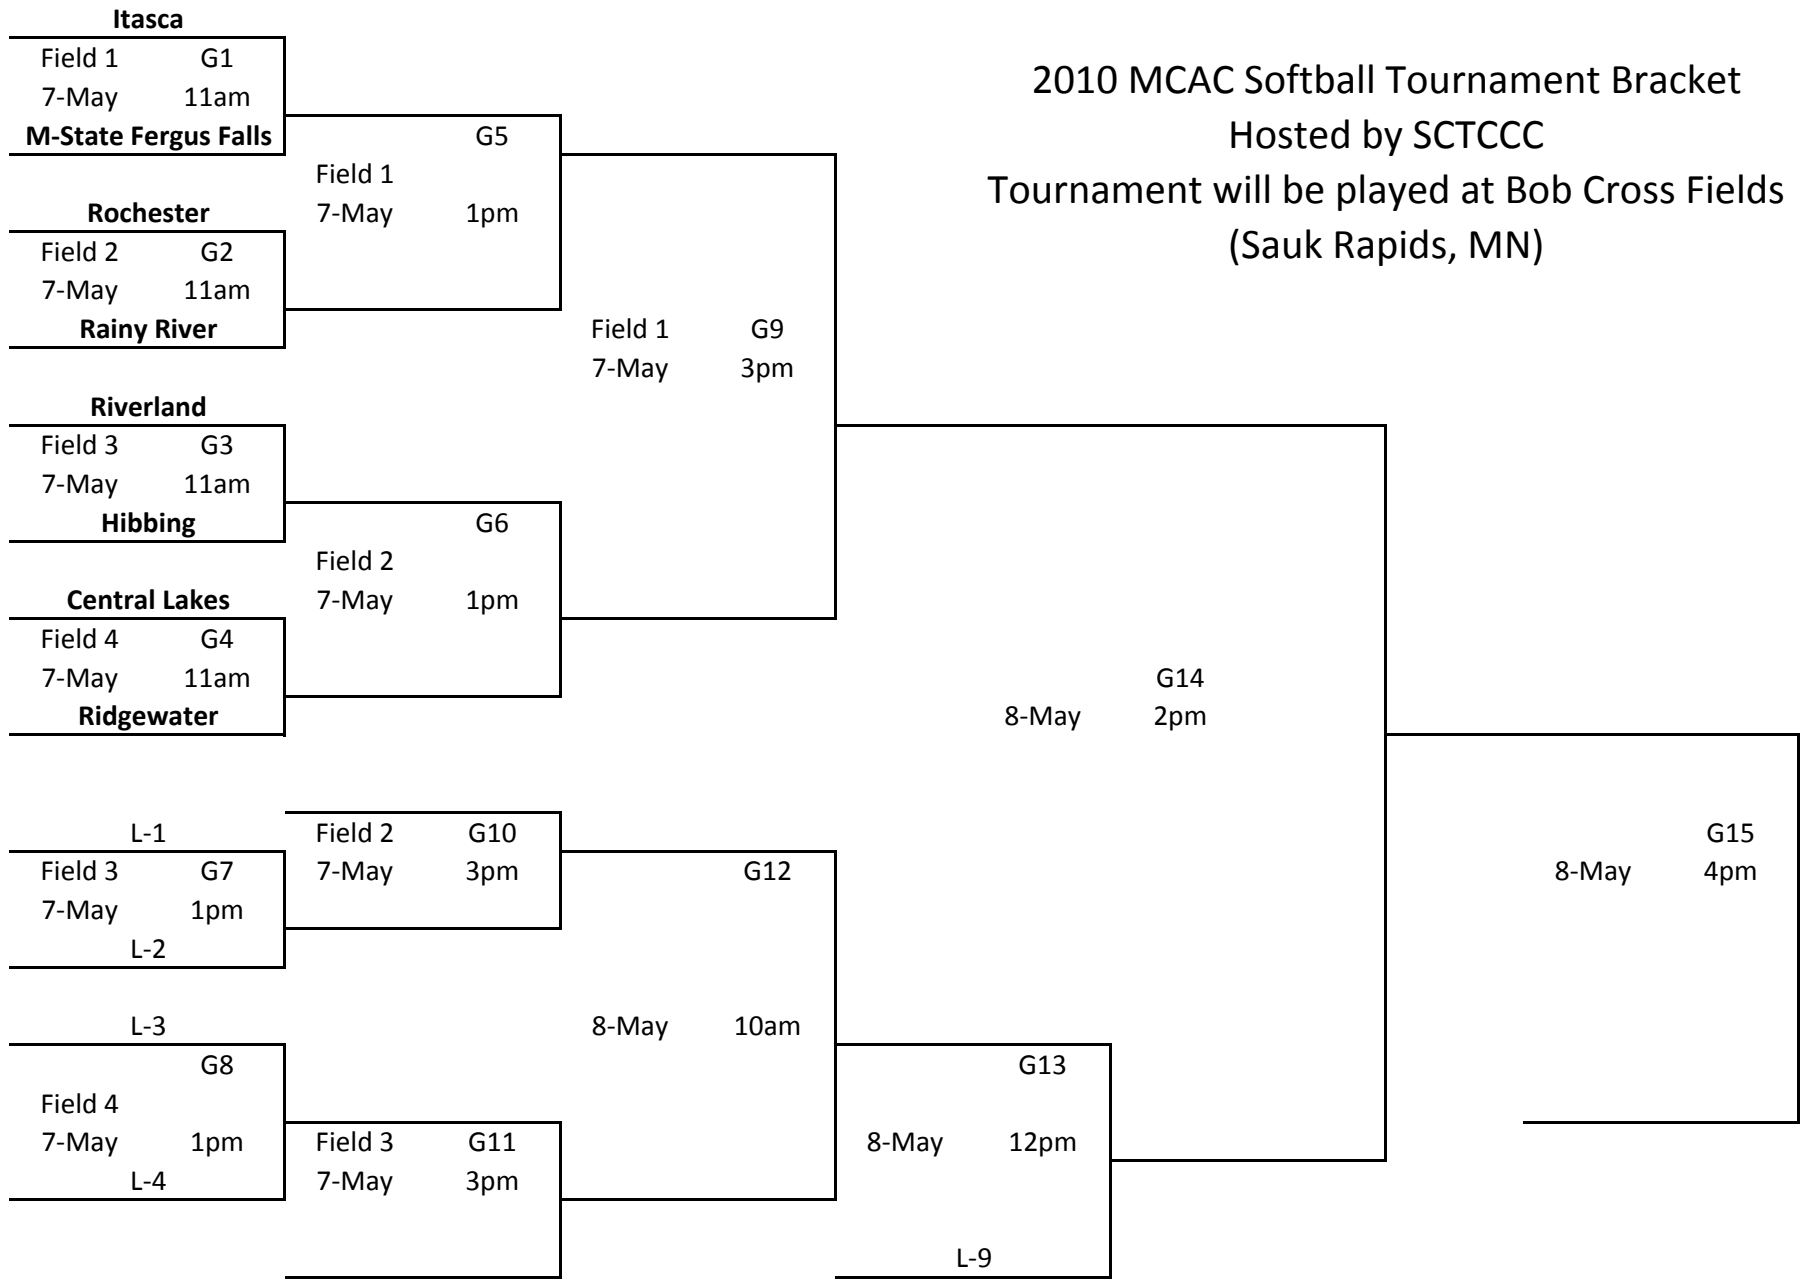 Itasca
Field 1 G1
7-May 11am
M-State Fergus Falls
G5
Field 1
7-May 1pm
Rochester
Field 2 G2
7-May 11am
Rainy River
Field 1 G9
7-May 3pm
Riverland
Field 3 G3
7-May 11am
Hibbing
G6
Field 2
7-May 1pm
Central Lakes
Field 4 G4
7-May 11am
Ridgewater
2010 MCAC Softball Tournament Bracket
Hosted by SCTCCC
Tournament will be played at Bob Cross Fields
(Sauk Rapids, MN)
G14
8-May 2pm
L-1
Field 3 G7
7-May 1pm
L-2
Field 2 G10
7-May 3pm
G12
8-May 10am
L-3
G8
Field 4
7-May 1pm
L-4
Field 3 G11
7-May 3pm
G13
8-May 12pm
L-9
G15
8-May 4pm